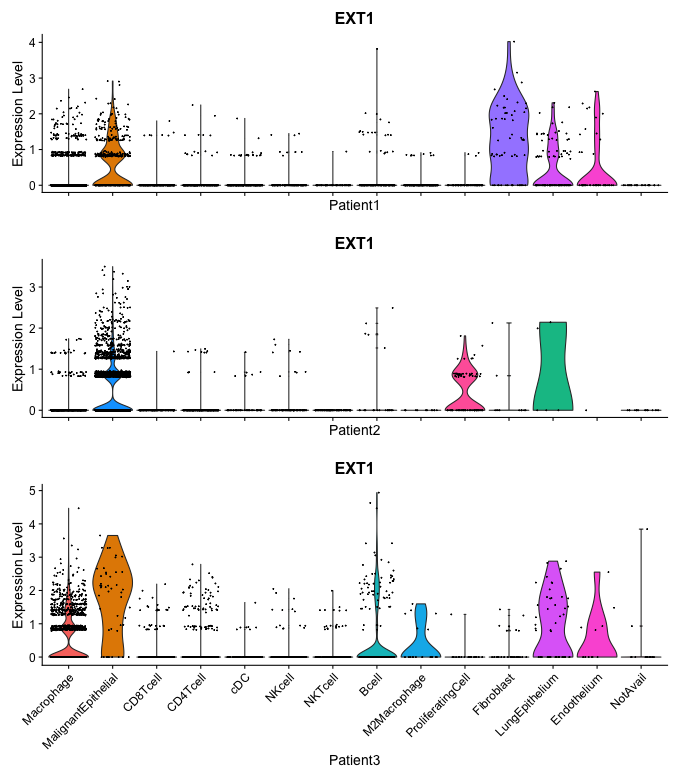 EXT1
Expression Level
4
3
2
1
0
Patient1
EXT1
Expression Level
3
2
1
0
Patient2
EXT1
Expression Level
5
4
3
2
1
0
Macrophage
MalignantEpithelial
CD8Tcell
CD4Tcell
cDC
NKcell
NKTcell
Bcell
M2Macrophage
ProliferatingCell
Fibroblast
LungEpithelium
Endothelium
NotAvail
Patient3